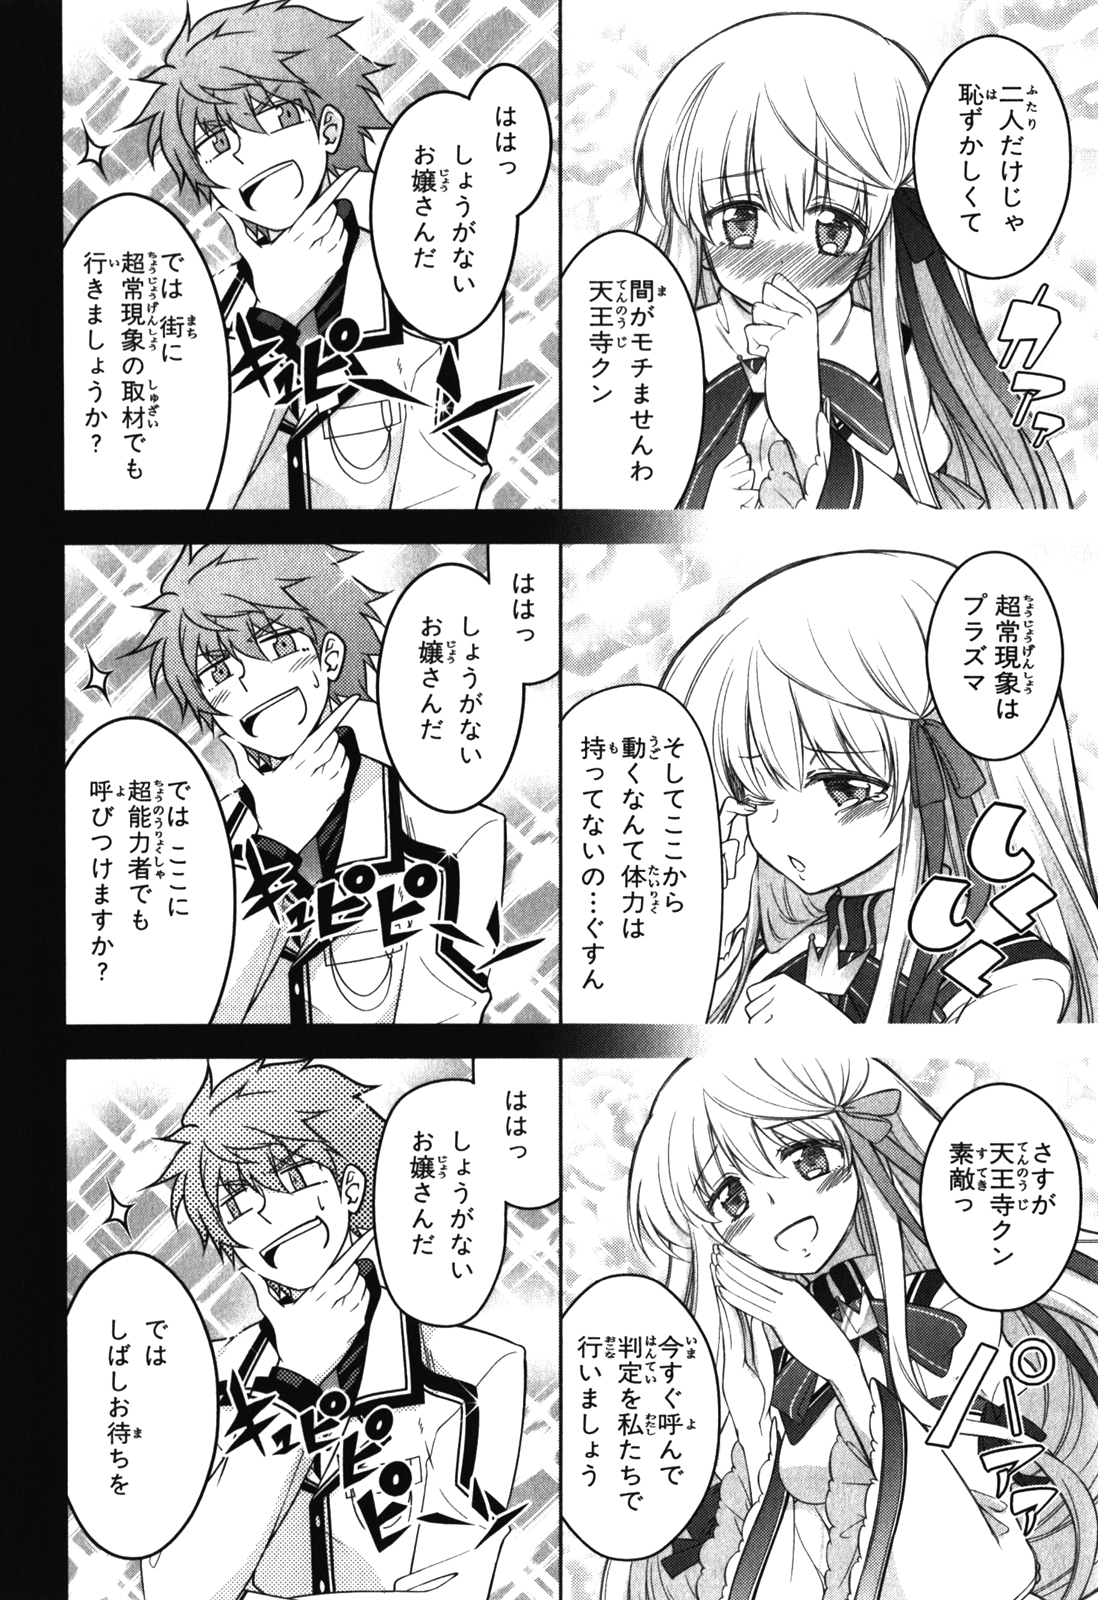 二人だけじゃ
恥ずかしくて
間がモチませんわ
天王寺クン
カァァァ
ははっ
しょうがない
お嬢さんだ
では 街に
超常現象の取材でも
行きましょうか?
キュピーン
超常現象は
プラズマ
そしてここから
動くなんて体力は
持ってないの…ぐすん
ははっ
しょうがない
お嬢さんだ
では ここに
超能力者でも
呼びつけますか?
キュピピーン
さすが
天王寺クン
素敵っ
今すぐ呼んで
判定を私たちで
行いましょう
パァァァ
ははっ
しょうがない
お嬢さんだ
では
しばしお待ちを
キュピピピーン